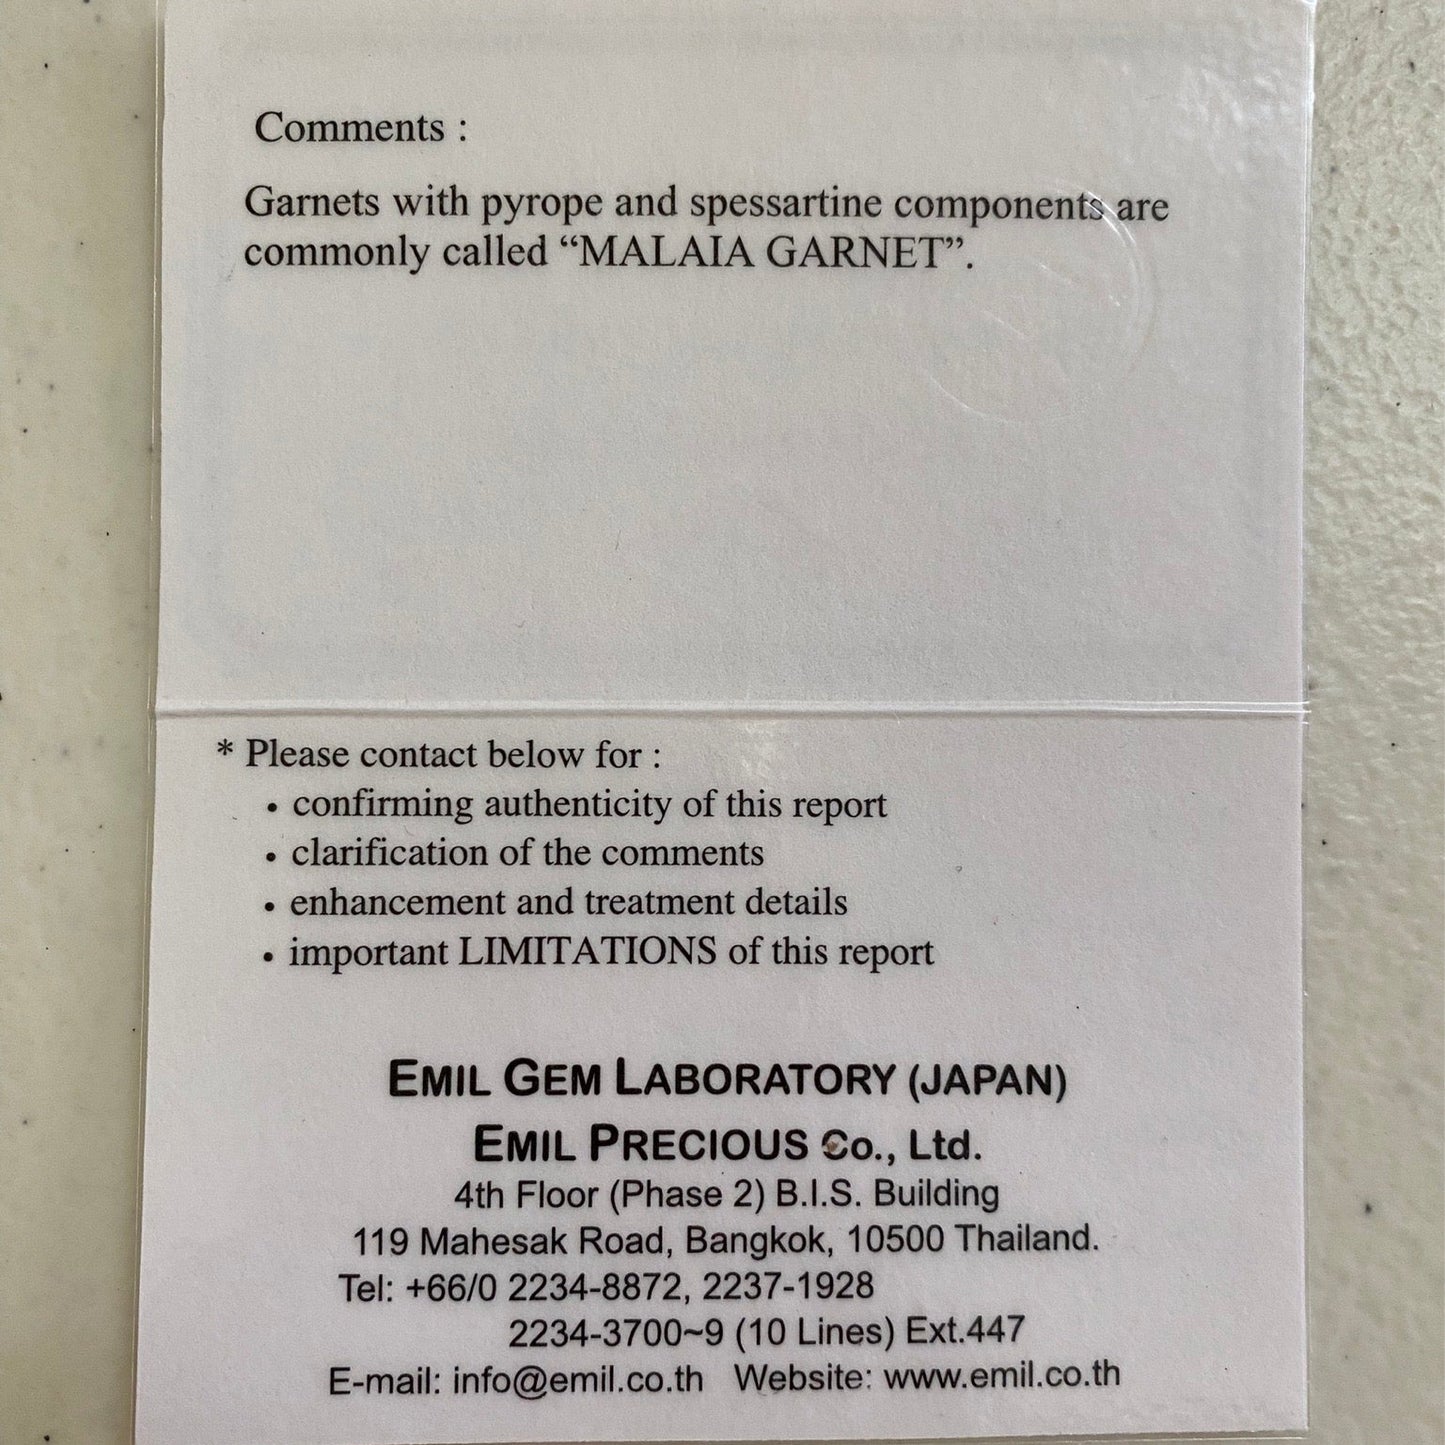 Comments :
Garnets with pyrope and spessartine components are
commonly called “MALAIA GARNET”.
* Please contact below for :
• confirming authenticity of this report
• clarification of the comments
• enhancement and treatment details
• important LIMITATIONS of this report
EMIL GEM LABORATORY (JAPAN)
EMIL PRECIOUS Co., Ltd.
4th Floor (Phase 2) B.I.S. Building
119 Mahesak Road, Bangkok, 10500 Thailand.
Tel: +66/0 2234-8872, 2237-1928
2234-3700~9 (10 Lines) Ext.447
E-mail: info@emil.co.th Website: www.emil.co.th